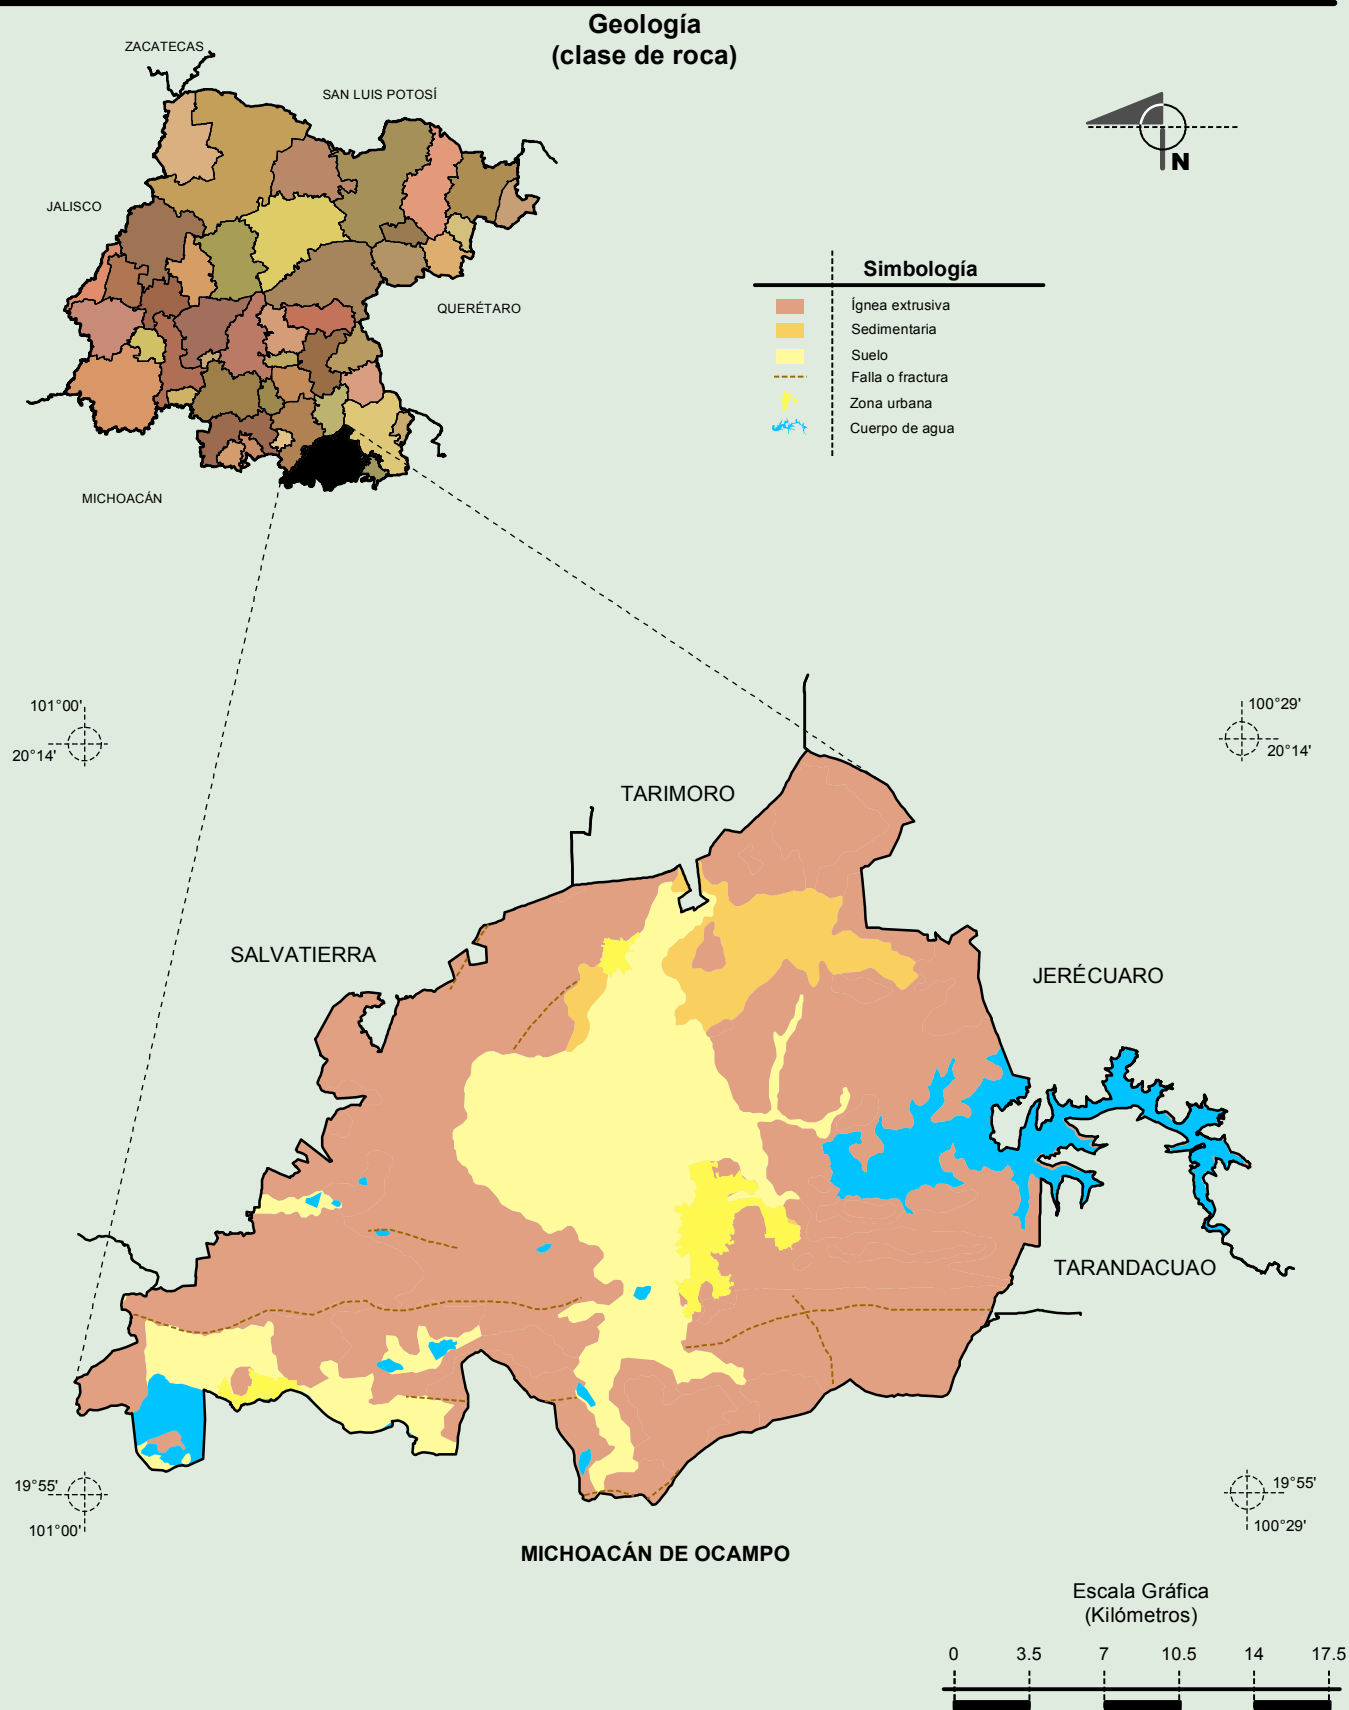 Geología
(clase de roca)
ZACATECAS
SAN LUIS POTOSÍ
JALISCO
QUERÉTARO
MICHOACÁN
N
Simbología
Ígnea extrusiva
Sedimentaria
Suelo
Falla o fractura
Zona urbana
Cuerpo de agua
101°00'
20°14'
100°29'
20°14'
TARIMORO
SALVATIERRA
JERÉCUARO
TARANDACUAO
19°55'
101°00'
19°55'
100°29'
MICHOACÁN DE OCAMPO
Escala Gráfica
(Kilómetros)
0 3.5 7 10.5 14 17.5